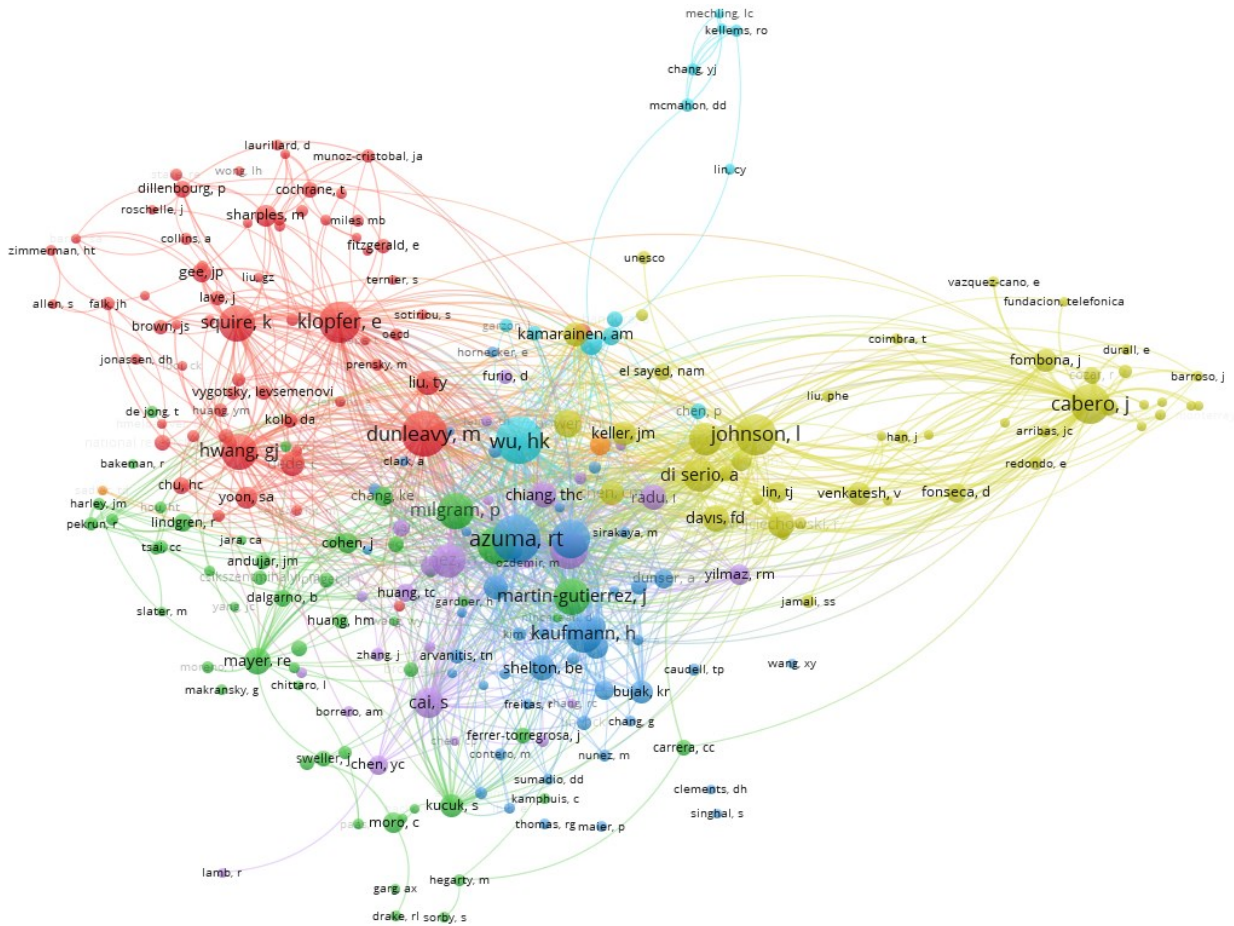 mechling, lc
kellems, ro
chang, yj
mcmahon, dd
lin, cy
laurillard, d
munoz-cristobal, ja
wong, lh
dillenbourg, p
cochrane, t
roschelle, j
sharples, m
miles, mb
collins, a
fitzgerald, e
zimmerman, ht
unesco
gee, jp
liu, gz
ternier, s
vazquez-cano, e
allen, s
falk, jh
lave, j
fundacion, telefonica
squire, k
klopfer, e
sotiriou, s
brown, js
oecd
kamarainen, am
coimbra, t
hornecker, e
durall, e
jonassen, dh
fombona, j
prensky, m
furio, d
el sayed, nam
barroso, j
liu, ty
vygotsky, levsemenovi
liu, phe
cabero, j
de jong, t
huang, ym
kolb, da
chen, p
arribas, jc
dunleavy, m
wu, hk
keller, jm
johnson, l
han, j
hwang, gj
bakeman, r
clark, a
redondo, e
di serio, a
chu, hc
chang, ke
chiang, thc
radu, i
lin, tj
venkatesh, v
fonseca, d
yoon, sa
harley, jm
hou, ht
milgram, p
pekrun, r
lindgren, r
davis, fd
jara, ca
azuma, rt
sirakaya, m
tsai, cc
cohen, j
andujar, jm
ozdemir, m
csikszentmihalyi, m
dunser, a
yilmaz, rm
dalgarno, b
huang, tc
martin-gutierrez, j
gardner, h
jamali, ss
slater, m
yang, jc
huang, hm
kaufmann, h
zhang, j
arvanitis, tn
mayer, re
shelton, be
caudell, tp
wang, xy
makransky, g
chittaro, l
bujak, kr
cai, s
freitas, r
borrero, am
chang, g
ferrer-torregrosa, j
carrera, cc
contero, m
nunez, m
sweller, j
chen, yc
sumadio, dd
clements, dh
kamphuis, c
kucuk, s
singhal, s
moro, c
thomas, rg
maier, p
lamb, r
hegarty, m
garg, ax
drake, rl
sorby, s